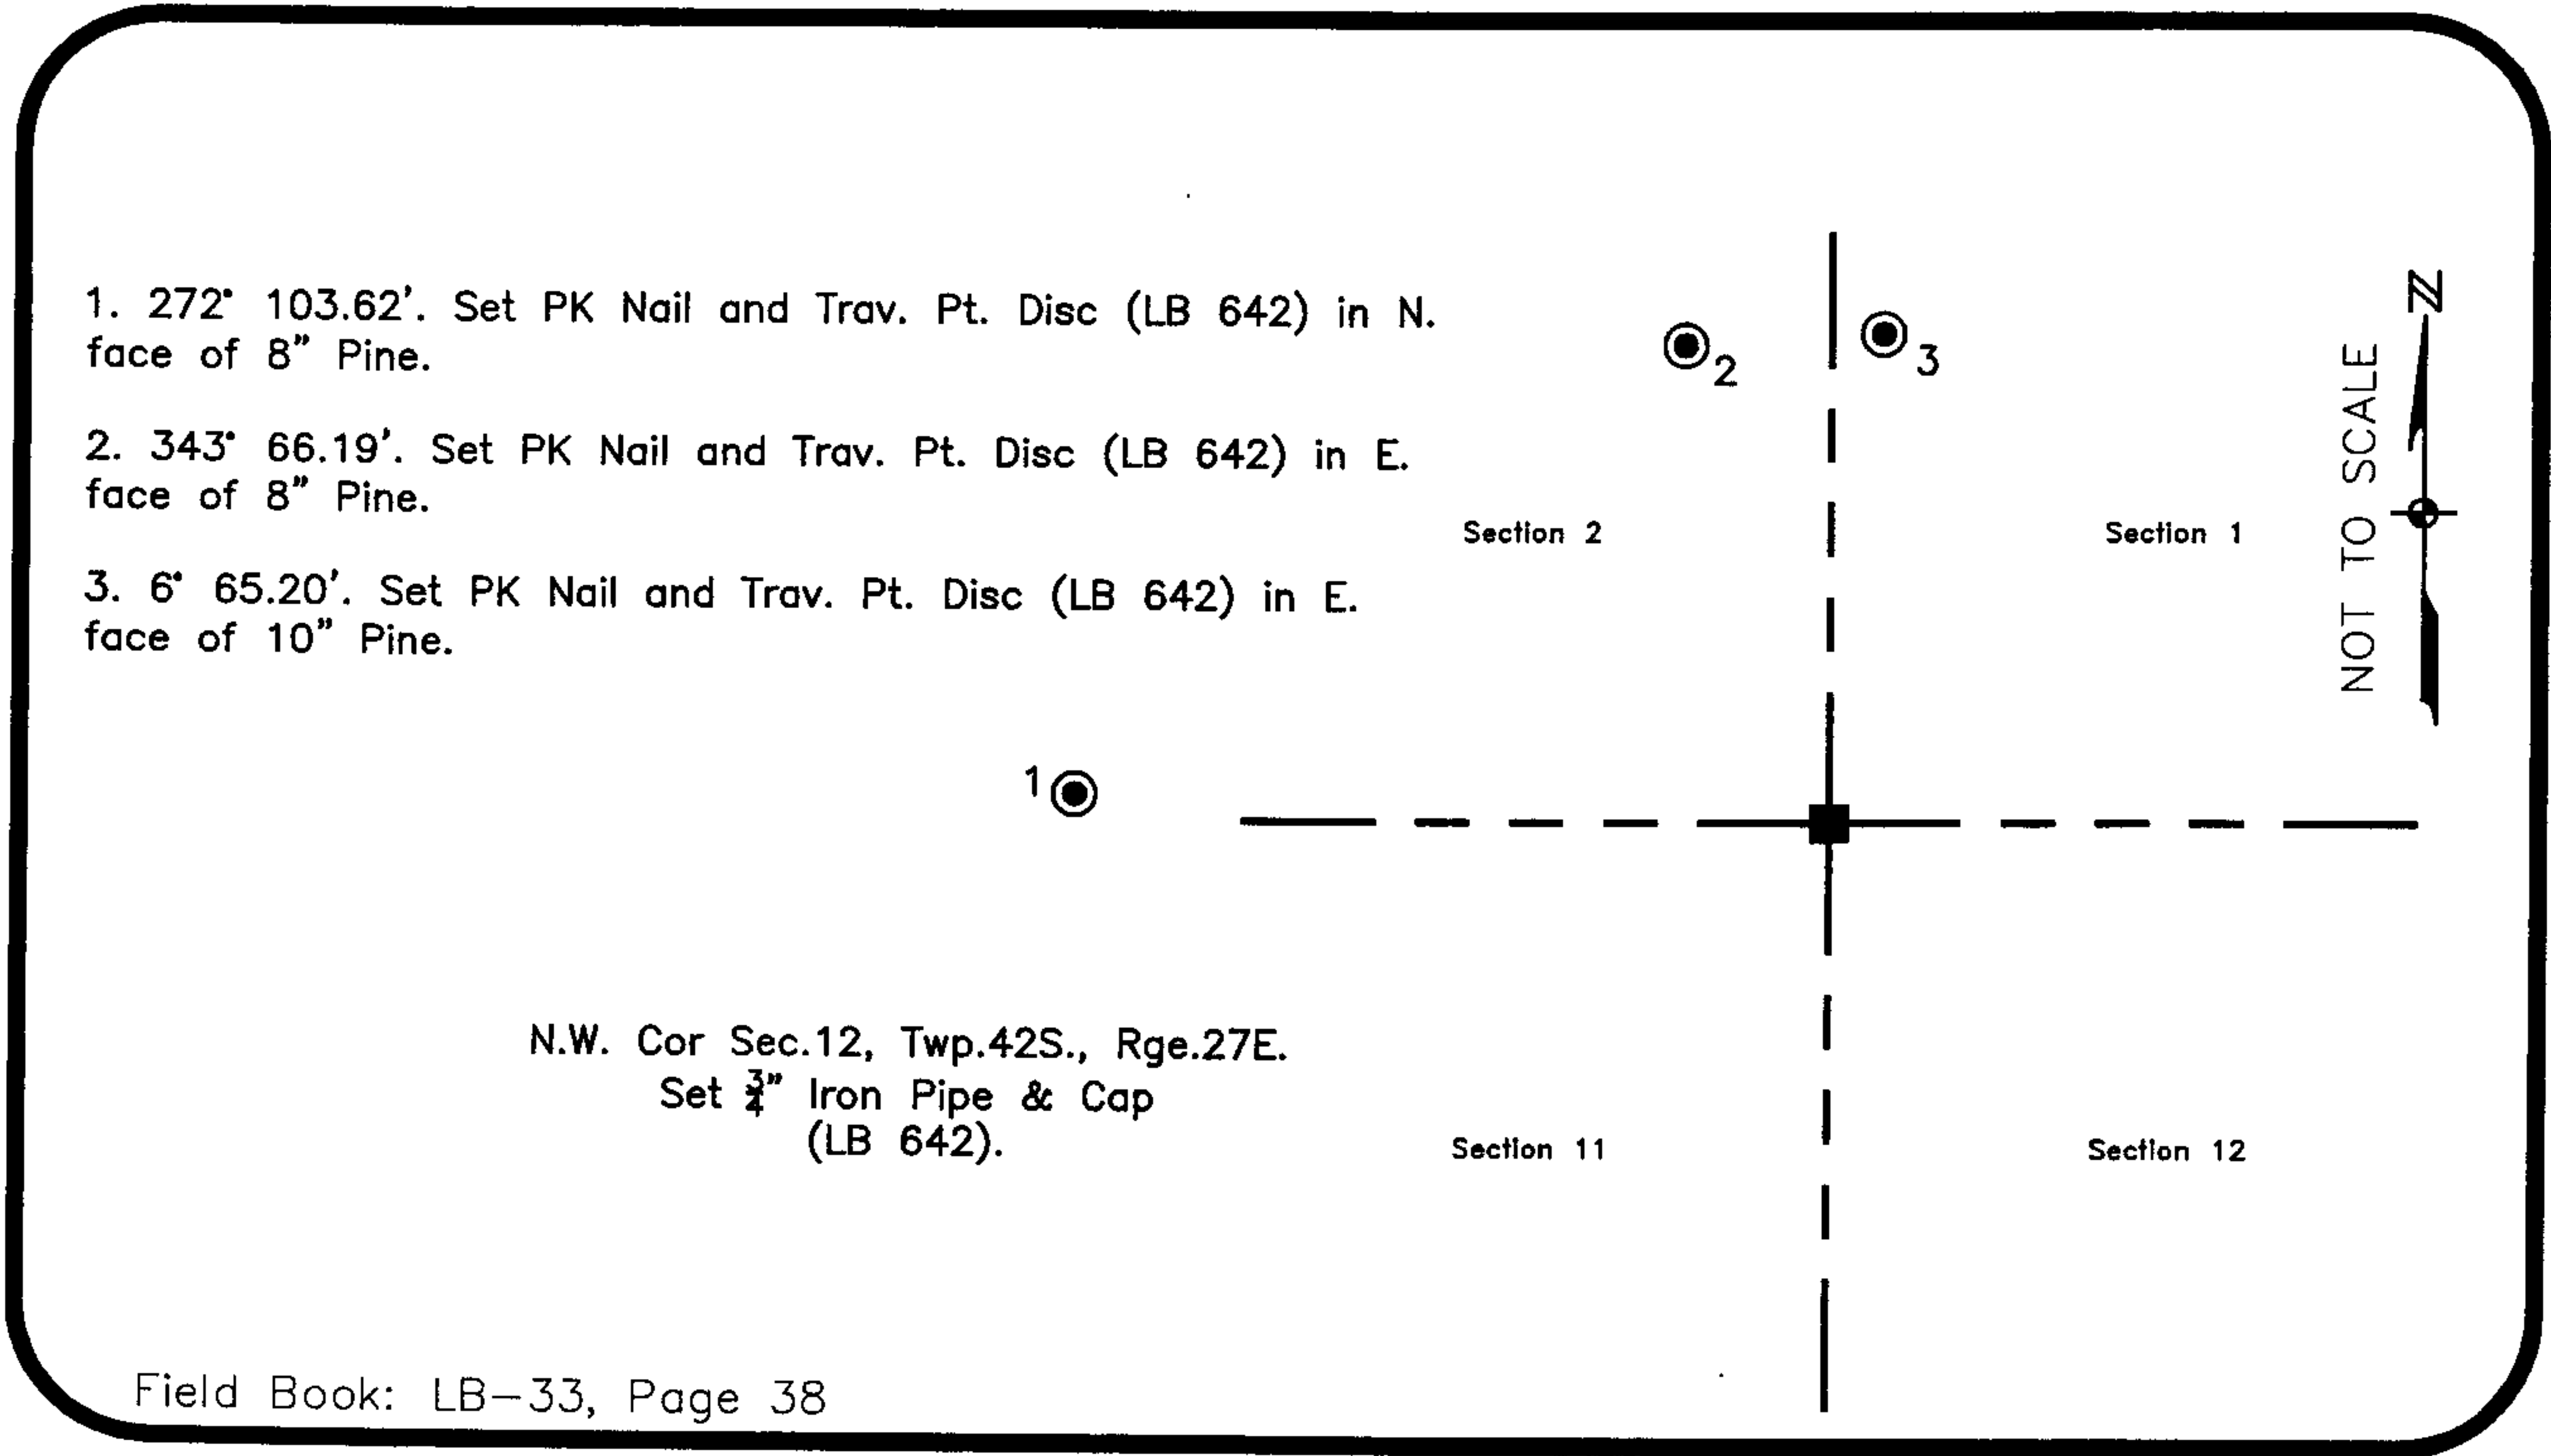 1. 272° 103.62'. Set PK Nail and Trav. Pt. Disc (LB 642) in N.
face of 8" Pine.
2. 343° 66.19'. Set PK Nail and Trav. Pt. Disc (LB 642) in E.
face of 8" Pine.
3. 6° 65.20'. Set PK Nail and Trav. Pt. Disc (LB 642) in E.
face of 10" Pine.
2
3
N
NOT TO SCALE
Section 2
Section 1
1
N.W. Cor Sec.12, Twp.42S., Rge.27E.
Set 3/4" Iron Pipe & Cap
(LB 642).
Section 11
Section 12
Field Book: LB-33, Page 38